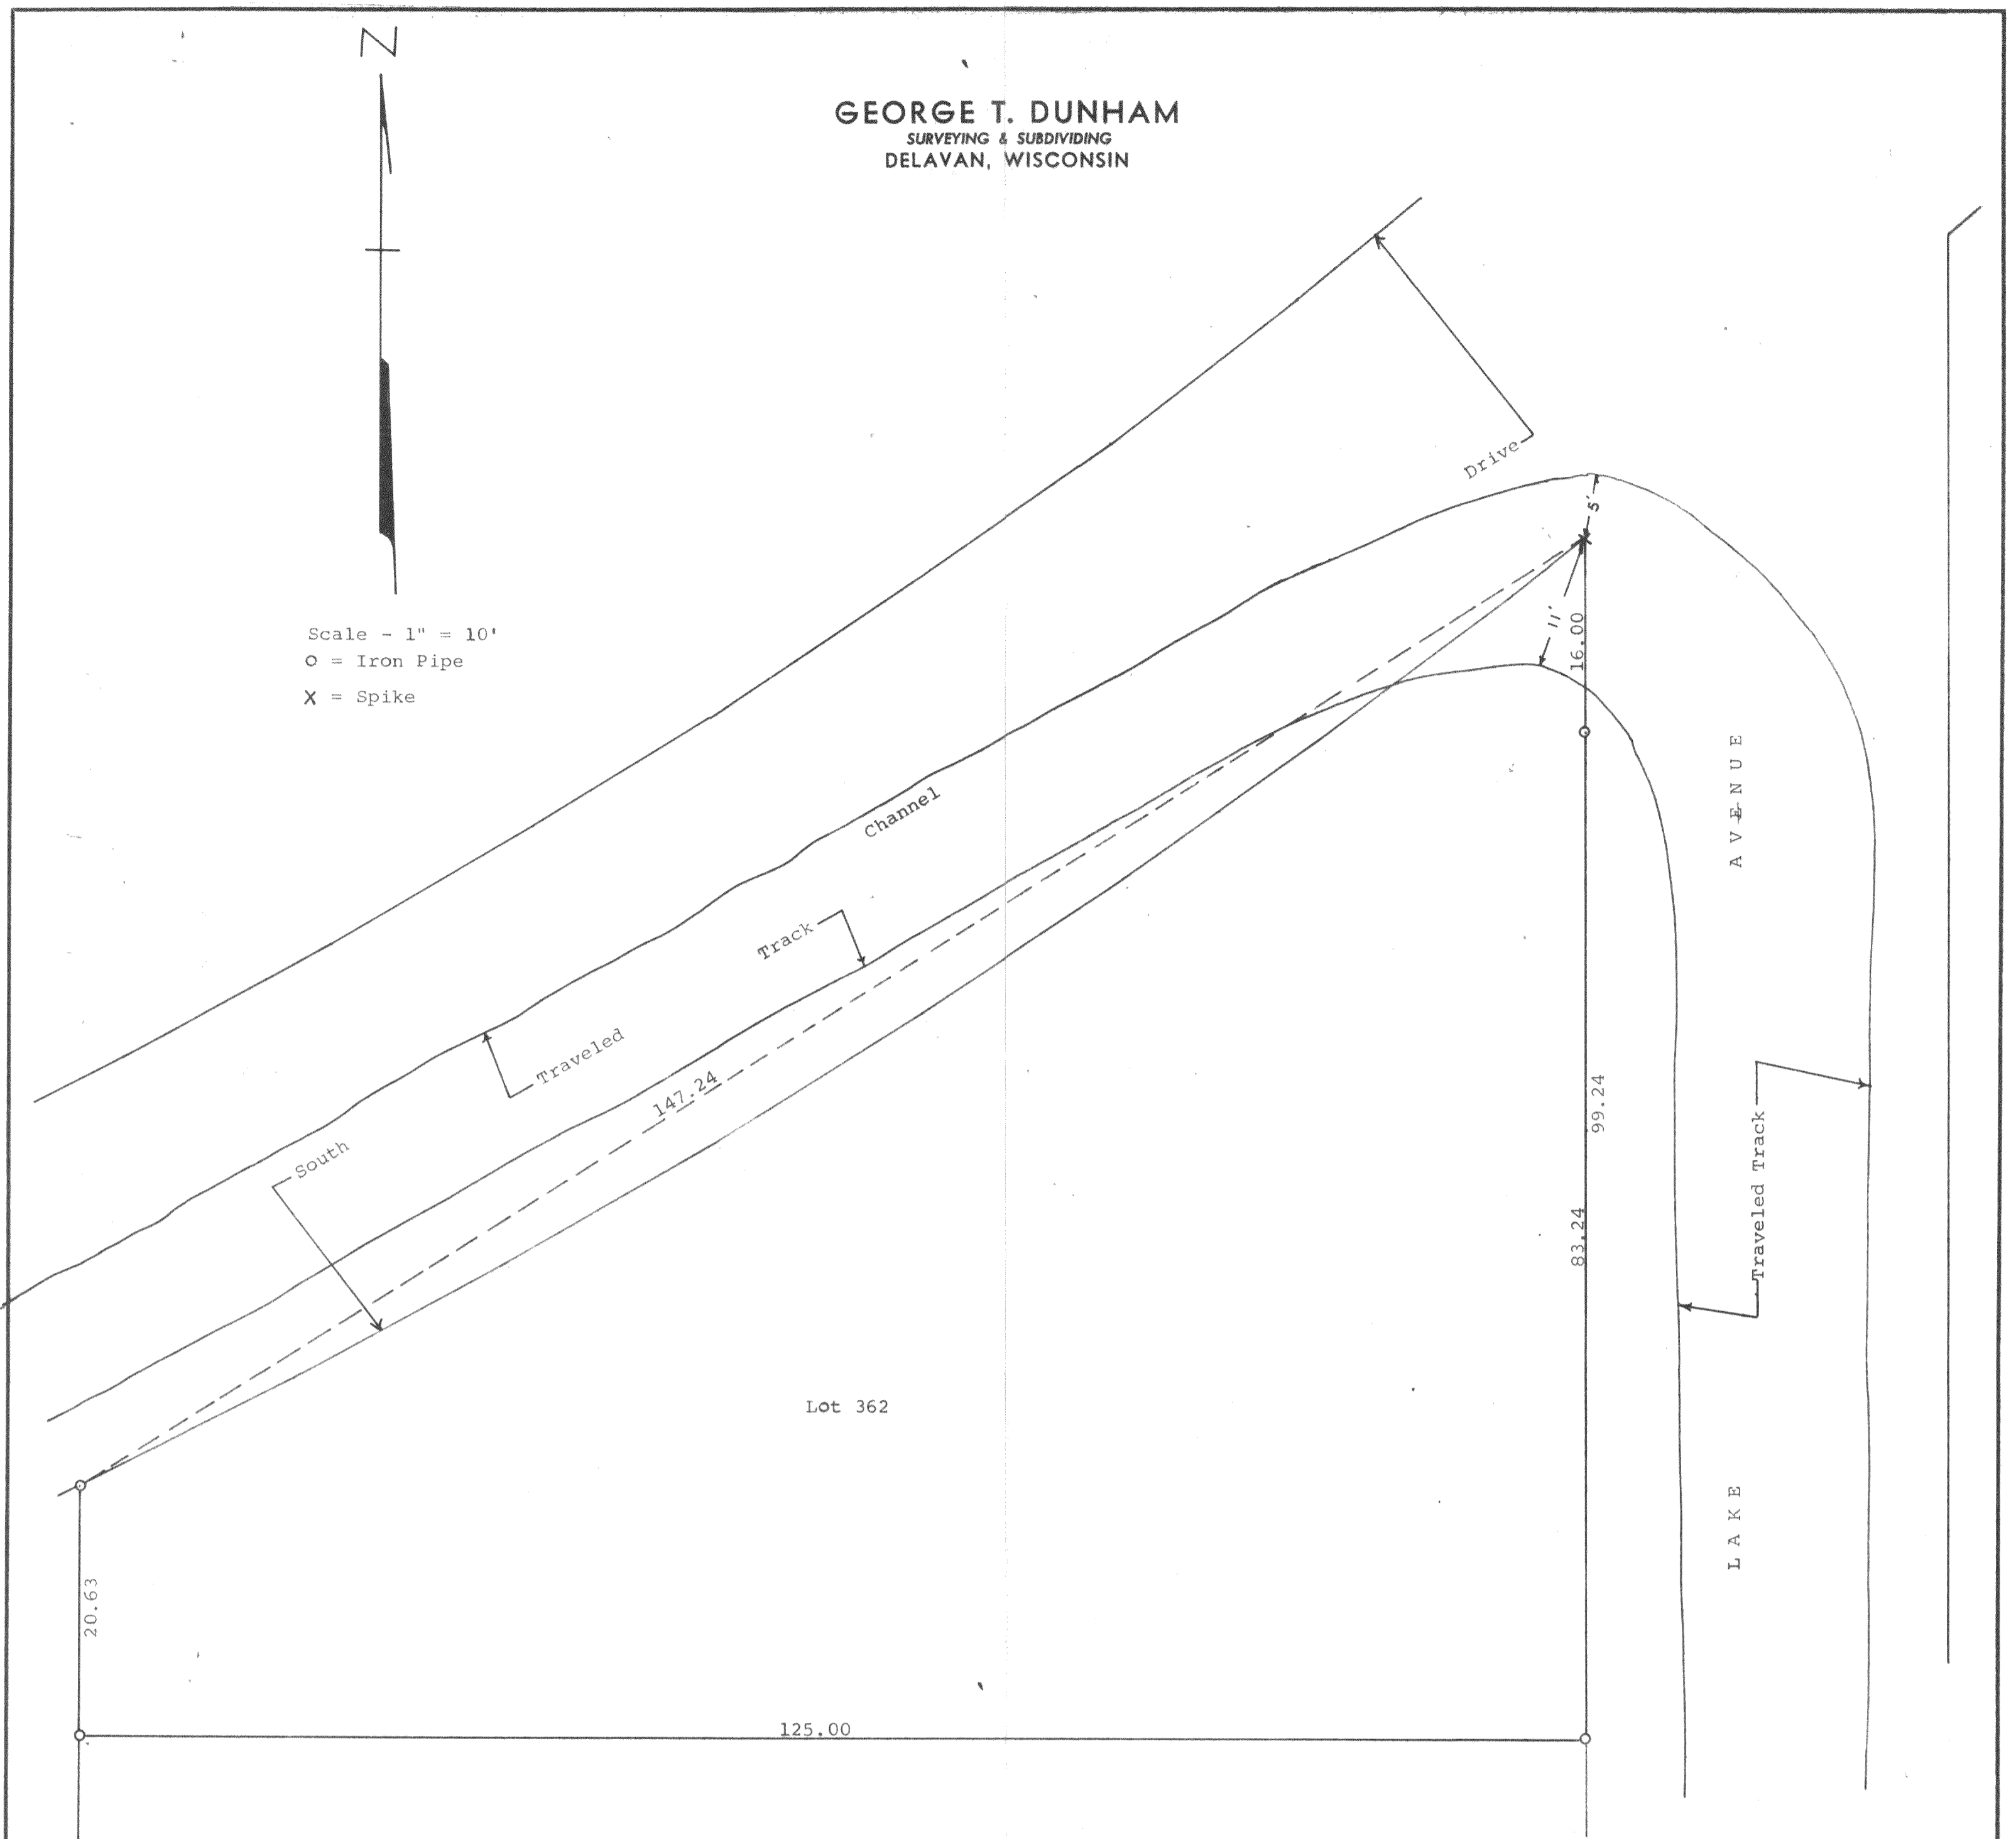 N
GEORGE T. DUNHAM
SURVEYING & SUBDIVIDING
DELAVAN, WISCONSIN
Scale - 1" = 10'
O = Iron Pipe
X = Spike
Drive
5'
11'
16.00
AVENUE
Channel
Track
Traveled
147.24
South
99.24
83.24
Traveled Track
Lot 362
LAKE
20.63
125.00